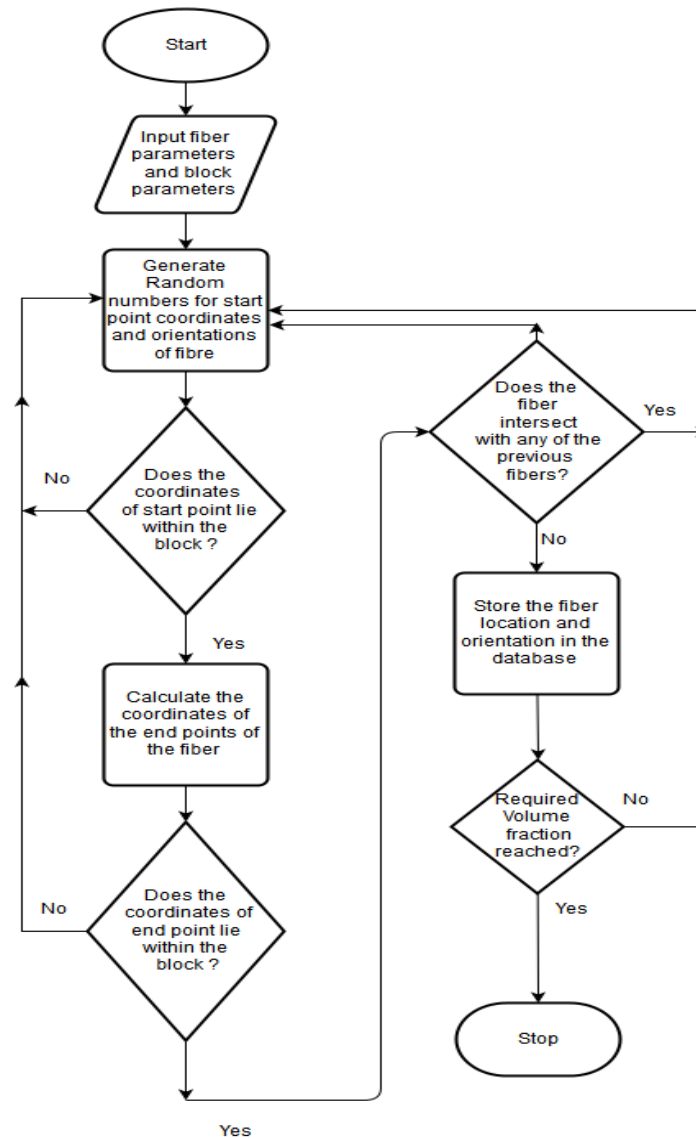 Start
Input fiber
parameters
and block
parameters
Generate
Random
numbers for start
point coordinates
and orientations
of fibre
Does the
coordinates
of start point lie
within the
block ?
No
Yes
Calculate the
coordinates of
the end points of
the fiber
Does the
coordinates of
end point lie
within the
block ?
No
Yes
Does the
fiber
intersect
with any of the
previous
fibers?
Yes
No
Store the fiber
location and
orientation in the
database
Required
Volume
fraction
reached?
No
Yes
Stop